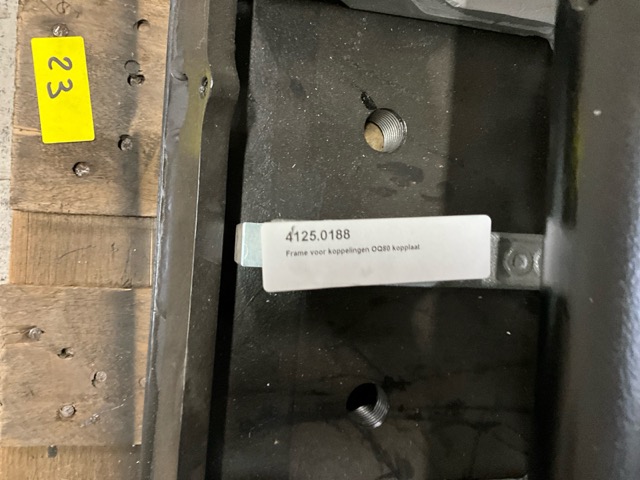 23
4125.0188
Frame voor koppelingen OQ80 kopplaat